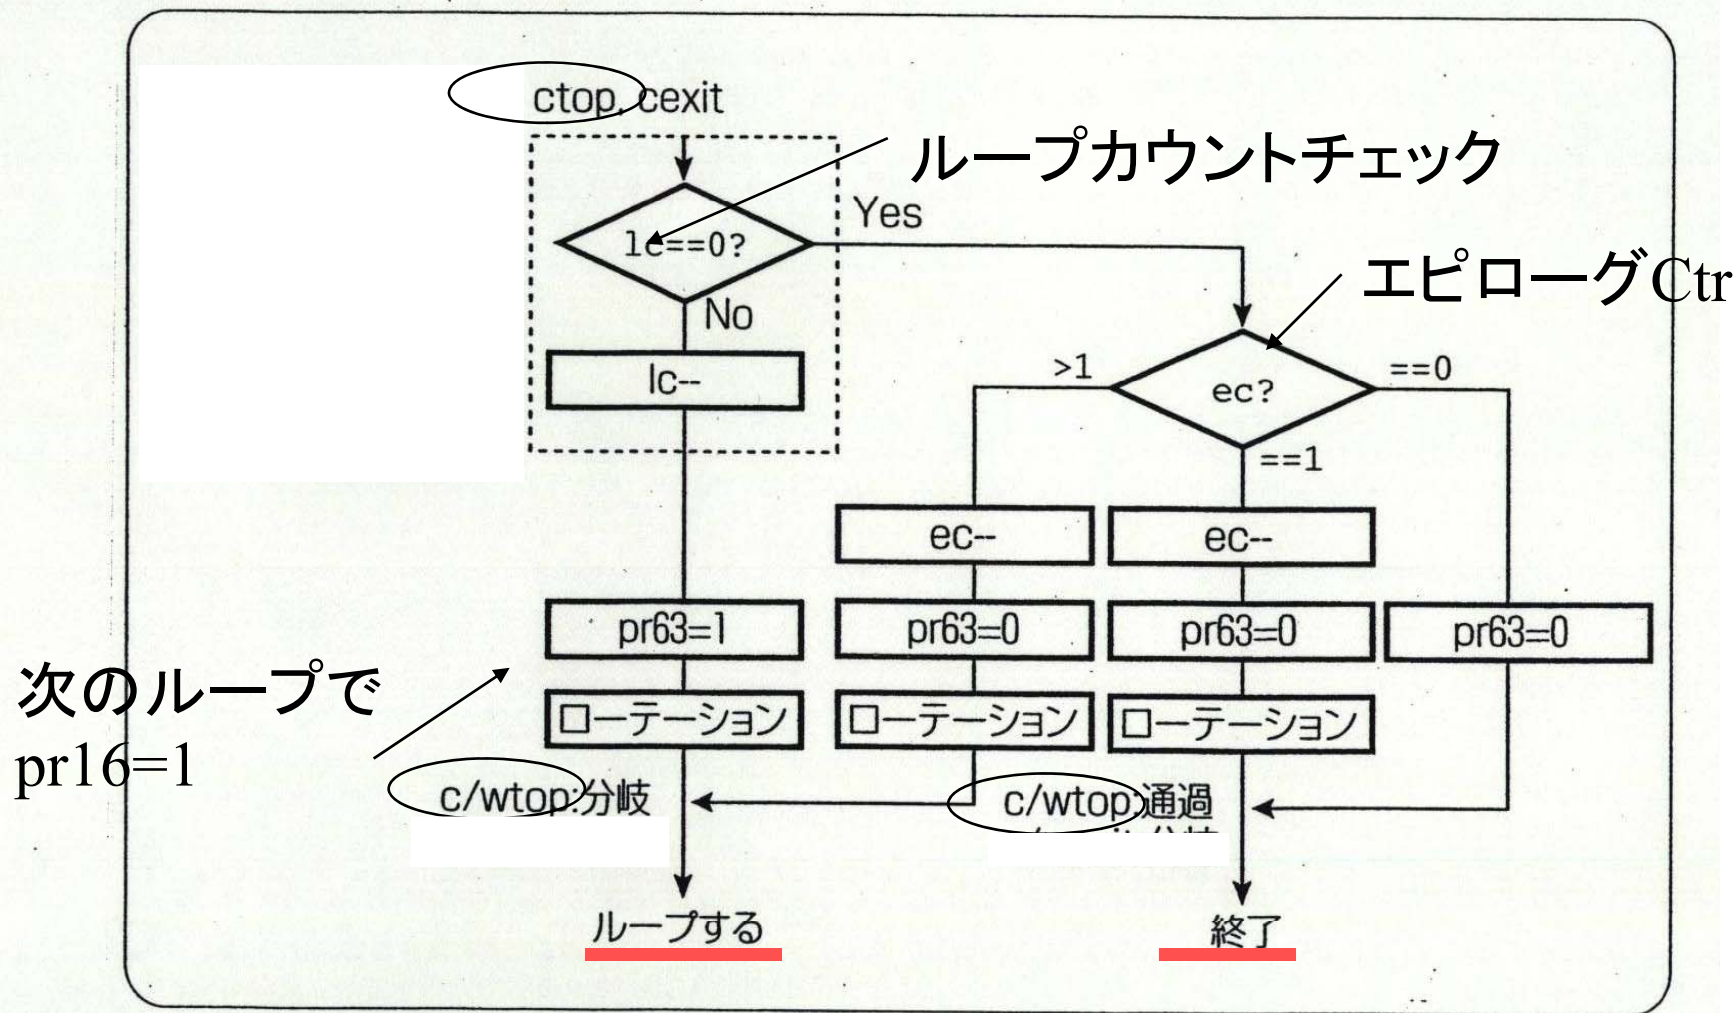 ctop, cexit
ループカウントチェック
lc==0?
Yes
No
エピローグCtr
lc--
>1
ec?
==0
==1
ec--
ec--
pr63=1
pr63=0
pr63=0
pr63=0
次のループで
pr16=1
ローテーション
ローテーション
ローテーション
c/wtop:分岐
c/wtop:通過
ループする
終了